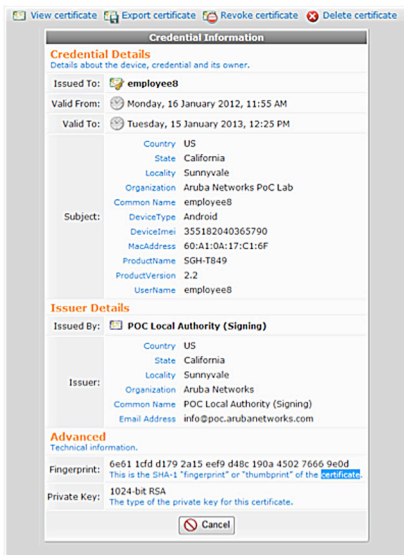 View certificate Export certificate Revoke certificate Delete certificate
Credential Information
Credential Details
Details about the device, credential and its owner.
Issued To: employee8
Valid From: Monday, 16 January 2012, 11:55 AM
Valid To: Tuesday, 15 January 2013, 12:25 PM
Subject:
Country US
State California
Locality Sunnyvale
Organization Aruba Networks PoC Lab
Common Name employee8
DeviceType Android
DeviceImei 355182040365790
MacAddress 60:A1:0A:17:C1:6F
ProductName SGH-T849
ProductVersion 2.2
UserName employee8
Issuer Details
Issued By: POC Local Authority (Signing)
Issuer:
Country US
State California
Locality Sunnyvale
Organization Aruba Networks
Common Name POC Local Authority (Signing)
Email Address info@poc.arubanetworks.com
Advanced
Technical information.
Fingerprint: 6e61 1cfd d179 2a15 eef9 d48c 190a 4502 7666 9e0d
This is the SHA-1 "fingerprint" or "thumbprint" of the certificate.
Private Key: 1024-bit RSA
The type of the private key for this certificate.
Cancel